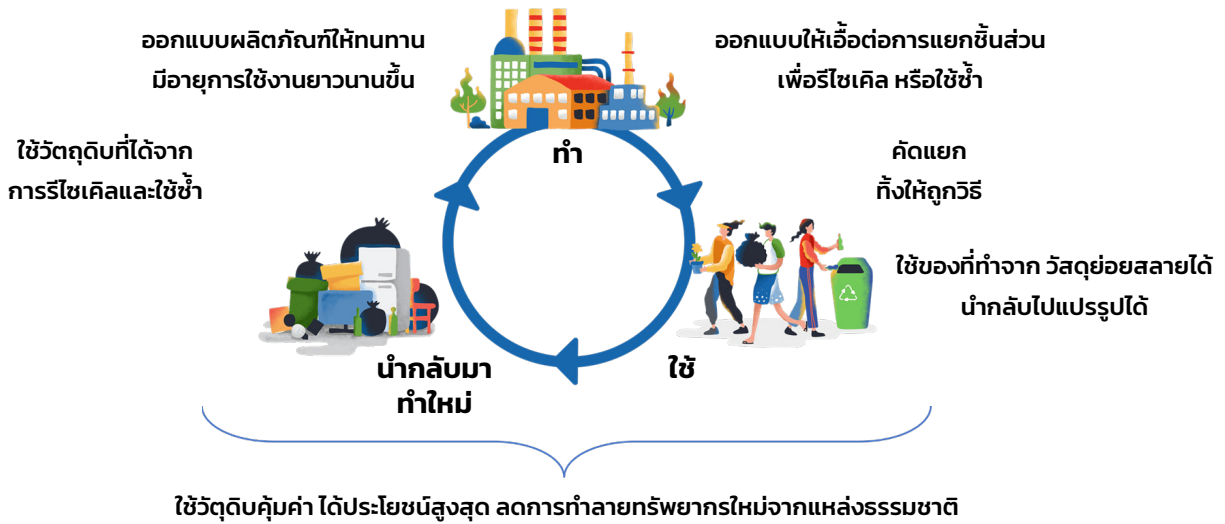 ออกแบบผลิตภัณฑ์ให้ทนทาน
มีอายุการใช้งานยาวนานขึ้น
ออกแบบให้เอื้อต่อการแยกชิ้นส่วน
เพื่อรีไซเคิล หรือใช้ซ้ำ
ทำ
ใช้วัตถุดิบที่ได้จาก
การรีไซเคิลและใช้ซ้ำ
คัดแยก
ทิ้งให้ถูกวิธี
ใช้ของที่ทำจาก วัสดุย่อยสลายได้
นำกลับไปแปรรูปได้
นำกลับมา
ทำใหม่
ใช้
ใช้วัตุดิบคุ้มค่า ได้ประโยชน์สูงสุด ลดการทำลายทรัพยากรใหม่จากแหล่งธรรมชาติ